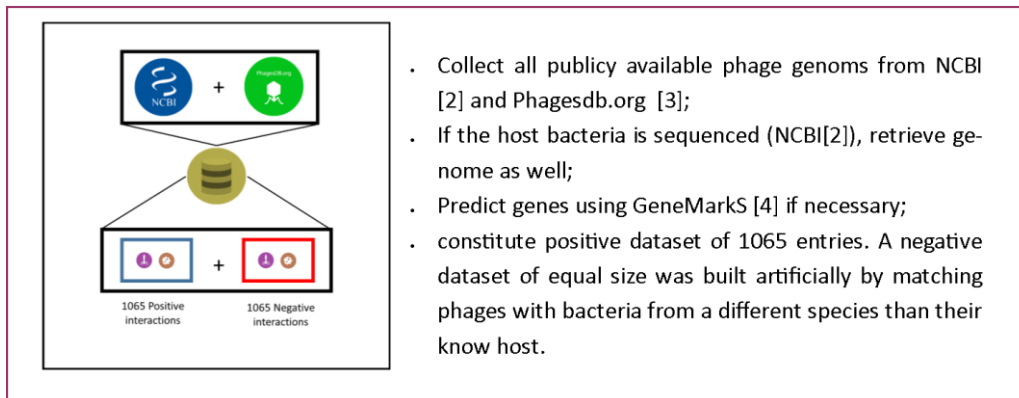 NCBI
+
PhagesDB.org
+
1065 Positive
interactions
1065 Negative
interactions
• Collect all publicy available phage genoms from NCBI
[2] and Phagesdb.org [3];
• If the host bacteria is sequenced (NCBI[2]), retrieve ge-
nome as well;
• Predict genes using GeneMarkS [4] if necessary;
• constitute positive dataset of 1065 entries. A negative
dataset of equal size was built artificially by matching
phages with bacteria from a different species than their
know host.